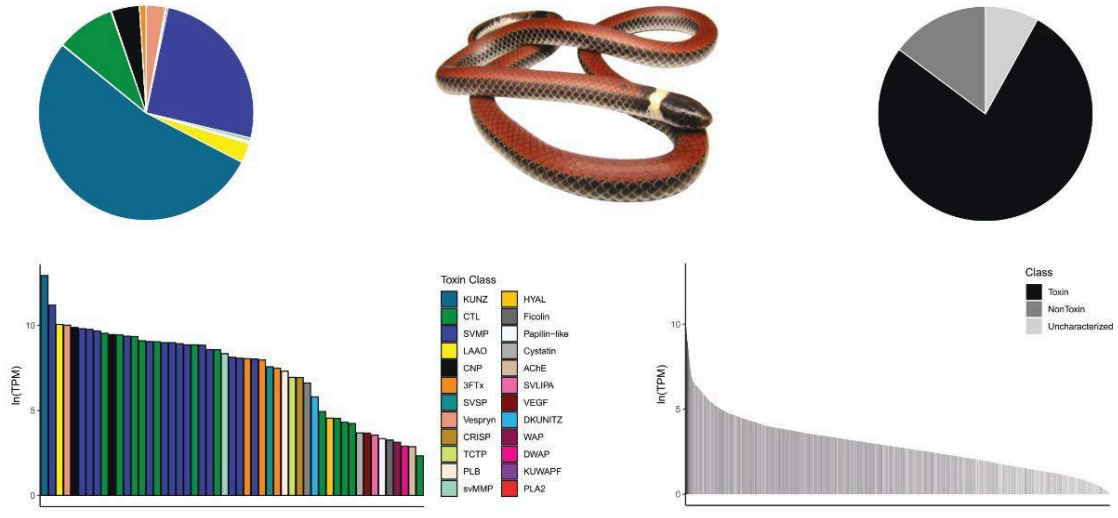 ln(TPM)
10
5
0
Toxin Class
KUNZ
CTL
SVMP
LAAO
CNP
3FTx
SVSP
Vespryn
CRISP
TCTP
PLB
svMMP
HYAL
Ficolin
Papilin-like
Cystatin
AChE
SVLIPA
VEGF
DKUNITZ
WAP
DWAP
KUWAPF
PLA2
ln(TPM)
10
5
0
Class
Toxin
NonToxin
Uncharacterized